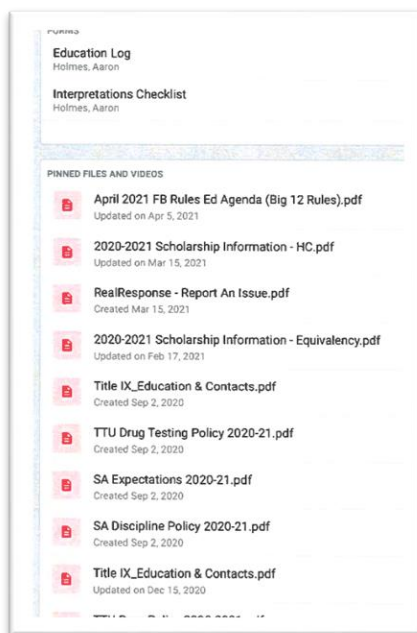 FORMS
Education Log
Holmes, Aaron
Interpretations Checklist
Holmes, Aaron
PINNED FILES AND VIDEOS
April 2021 FB Rules Ed Agenda (Big 12 Rules).pdf
Updated on Apr 5, 2021
2020-2021 Scholarship Information - HC.pdf
Updated on Mar 15, 2021
RealResponse - Report An Issue.pdf
Created Mar 15, 2021
2020-2021 Scholarship Information - Equivalency.pdf
Updated on Feb 17, 2021
Title IX_Education & Contacts.pdf
Created Sep 2, 2020
TTU Drug Testing Policy 2020-21.pdf
Created Sep 2, 2020
SA Expectations 2020-21.pdf
Created Sep 2, 2020
SA Discipline Policy 2020-21.pdf
Created Sep 2, 2020
Title IX_Education & Contacts.pdf
Updated on Dec 15, 2020